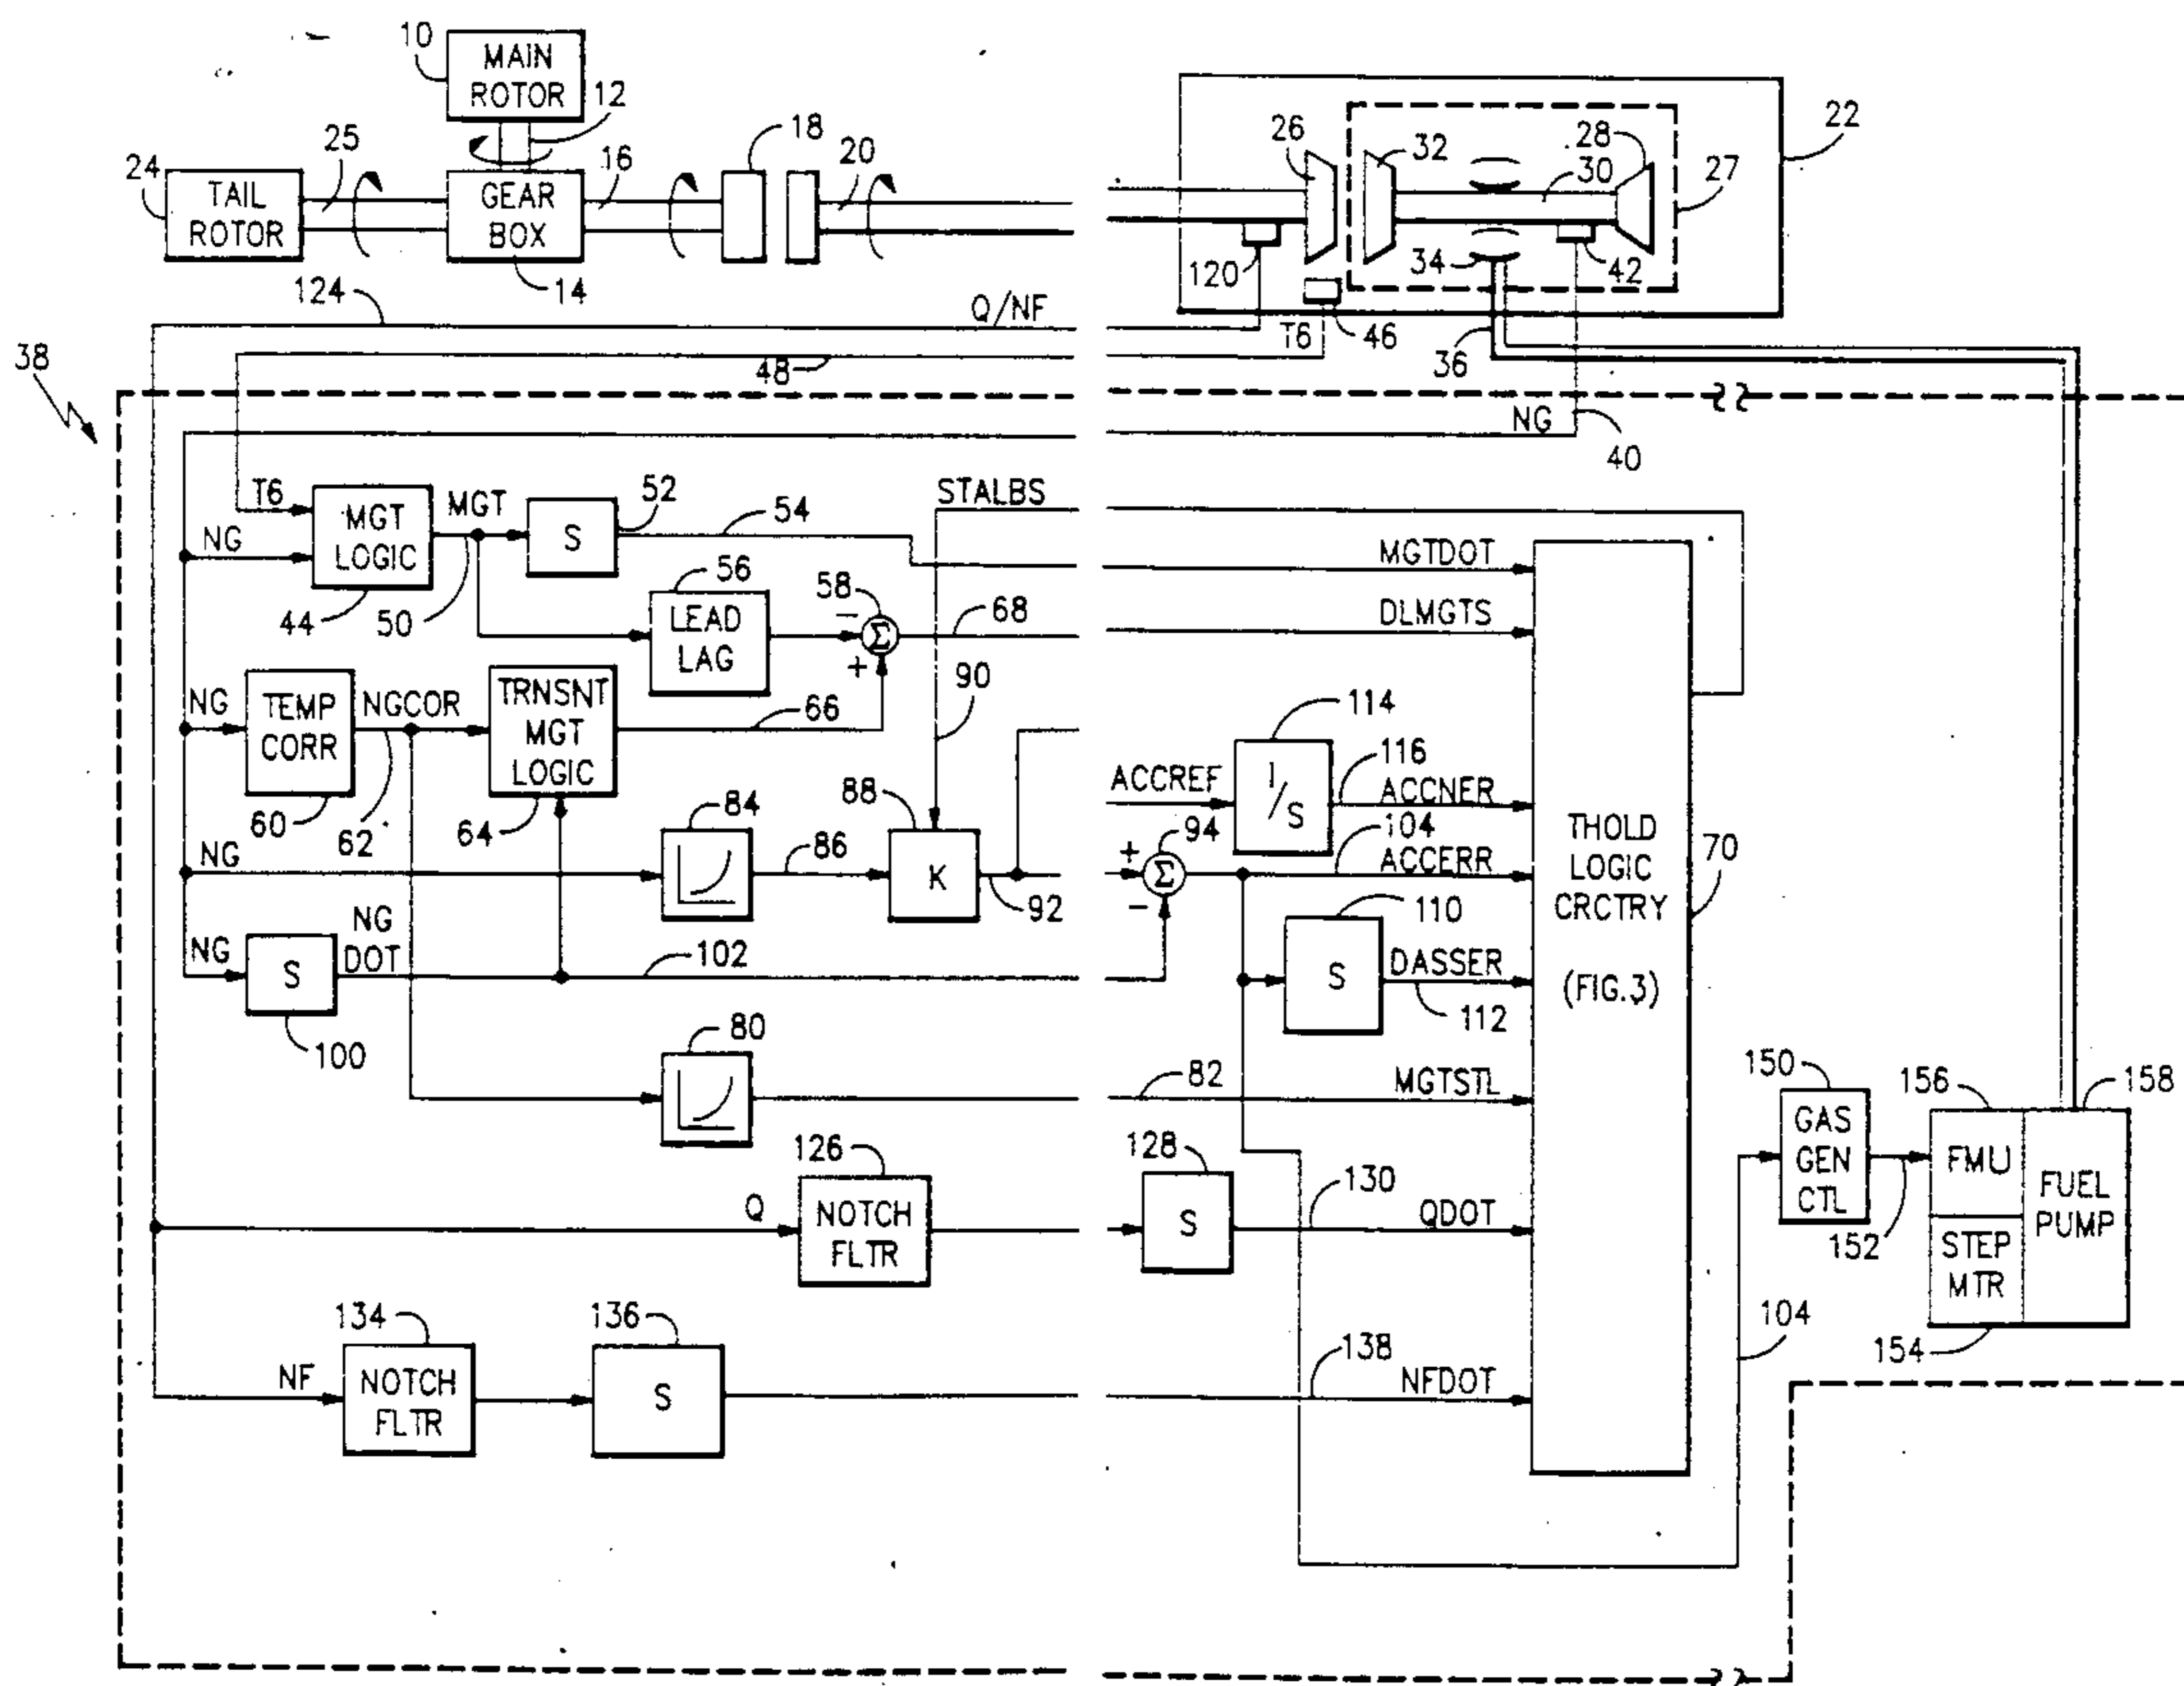 10
MAIN
ROTOR
12
18
22
24
25
16
20
26
32
28
30
27
TAIL
ROTOR
GEAR
BOX
14
120
34
42
124
Q/NF
T6
46
38
48
36
NG
40
T6
NG
MGT
LOGIC
44
MGT
50
S
52
54
STALBS
MGTDOT
LEAD
LAG
56
58
−
+
Σ
68
DLMGTS
90
NG
TEMP
CORR
60
NGCOR
62
TRNSNT
MGT
LOGIC
64
66
114
ACCREF
1/S
116
ACCNER
NG
84
86
88
K
92
94
+
−
Σ
104
ACCERR
THOLD
LOGIC
CRCTRY
(FIG.3)
70
NG
S
100
NG
DOT
102
110
S
DASSER
112
80
82
MGTSTL
150
GAS
GEN
CTL
152
156
158
FMU
FUEL
PUMP
STEP
MTR
154
126
Q
NOTCH
FLTR
128
S
130
QDOT
134
NF
NOTCH
FLTR
136
S
138
NFDOT
104